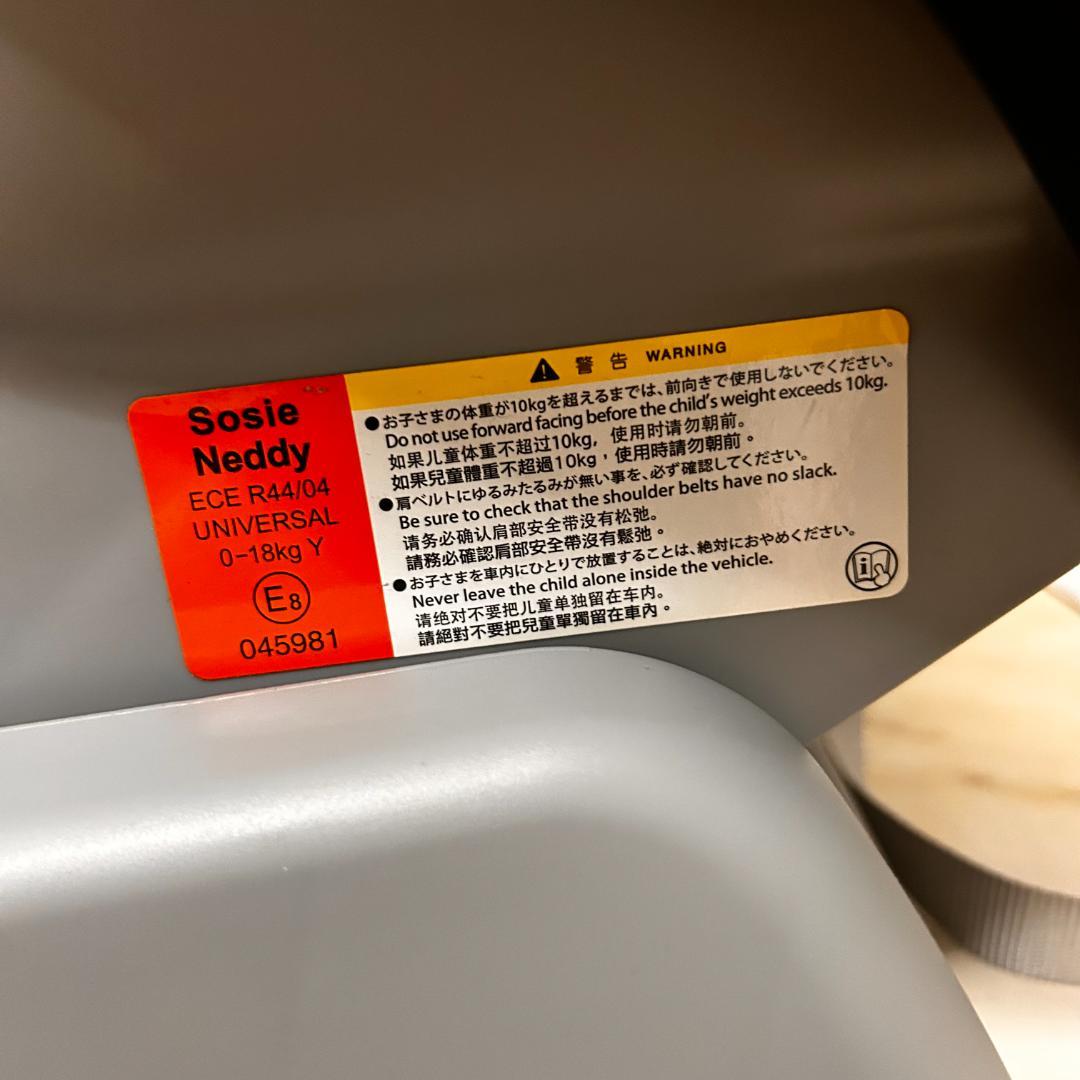 Sosie
Neddy
ECE R44/04
UNIVERSAL
0-18kg Y
E8
045981
警告 WARNING
●お子さまの体重が10kgを超えるまでは、前向きで使用しないでください。
Do not use forward facing before the child's weight exceeds 10kg.
如果儿童体重不超过10kg，使用时请勿朝前。
如果兒童體重不超過10kg，使用時請勿朝前。
●肩ベルトにゆるみたるみが無い事を、必ず確認してください。
Be sure to check that the shoulder belts have no slack.
请务必确认肩部安全带没有松弛。
請務必確認肩部安全帶沒有鬆弛。
●お子さまを車内にひとりで放置することは、絶対におやめください。
Never leave the child alone inside the vehicle.
请绝对不要把儿童单独留在车内。
請絕對不要把兒童單獨留在車內。